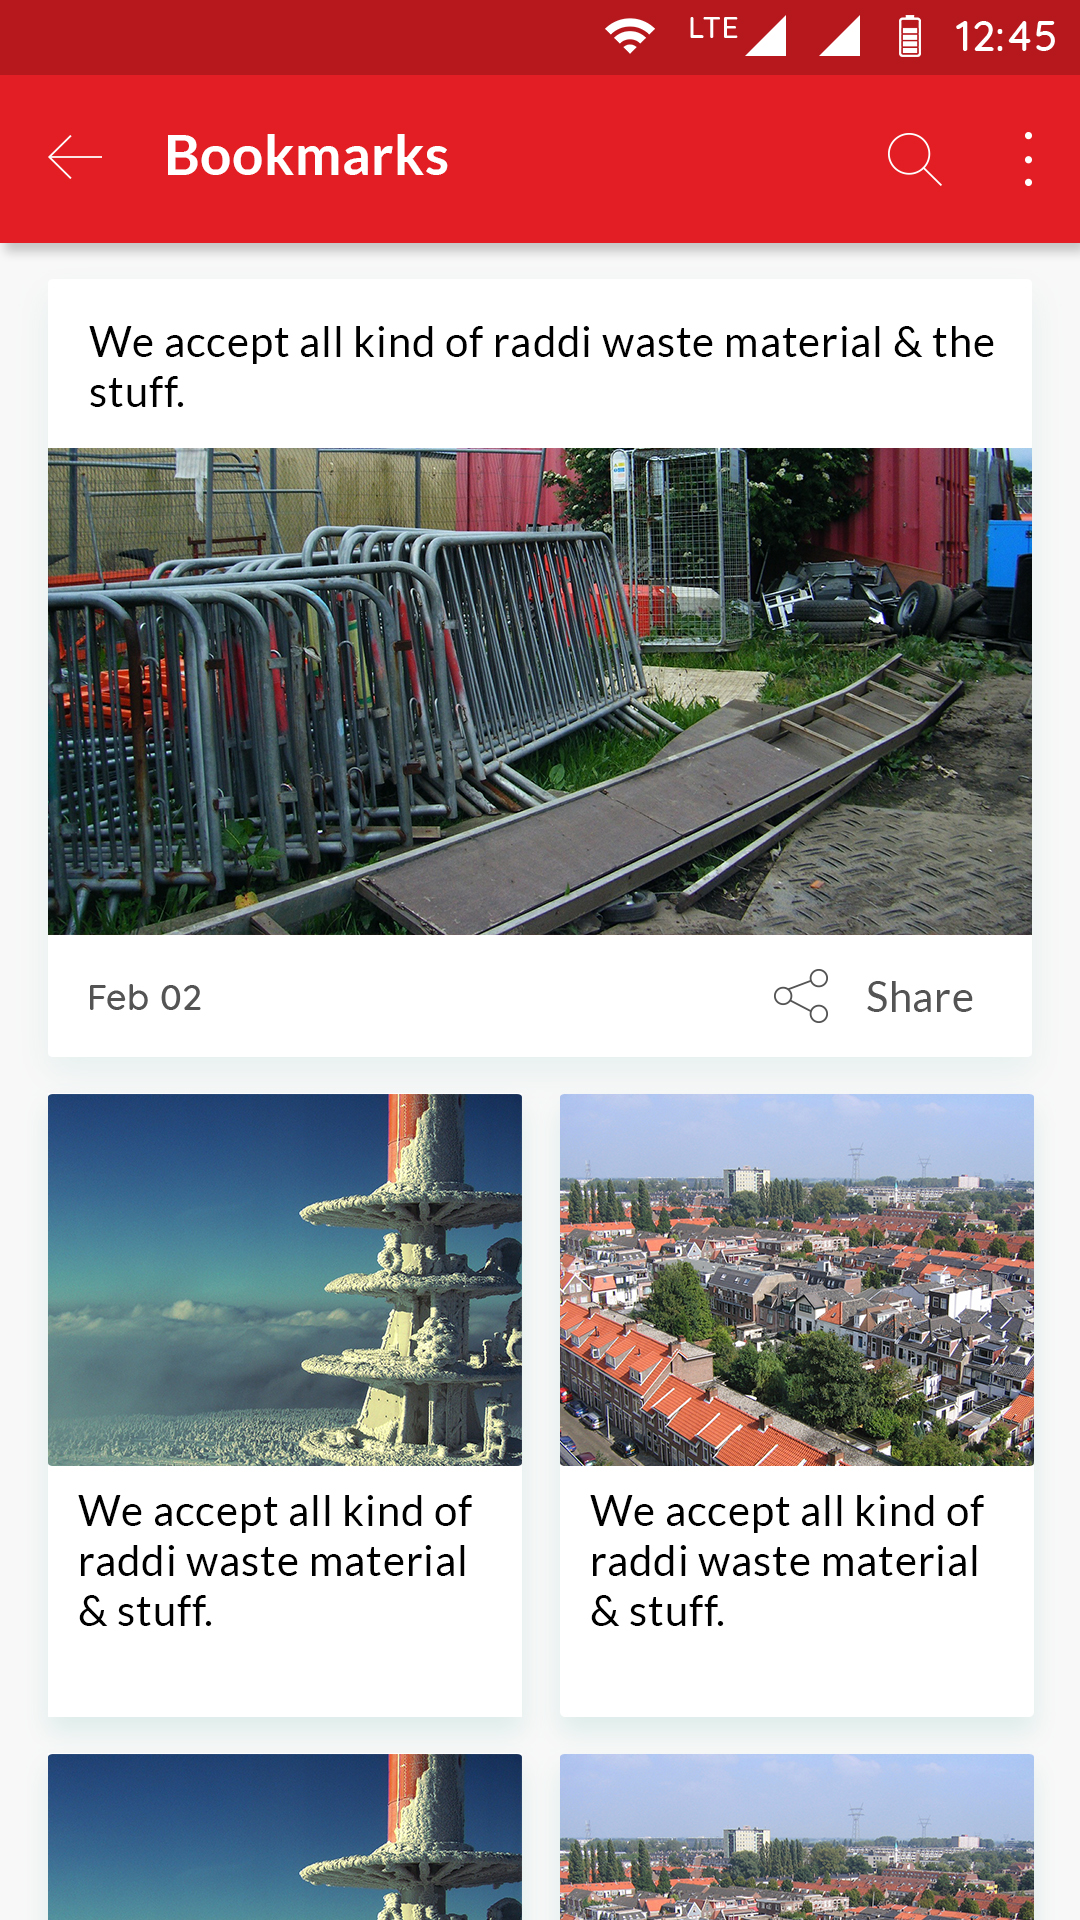 LTE 12:45
Bookmarks
We accept all kind of raddi waste material & the
stuff.
Feb 02
Share
We accept all kind of
raddi waste material
& stuff.
We accept all kind of
raddi waste material
& stuff.